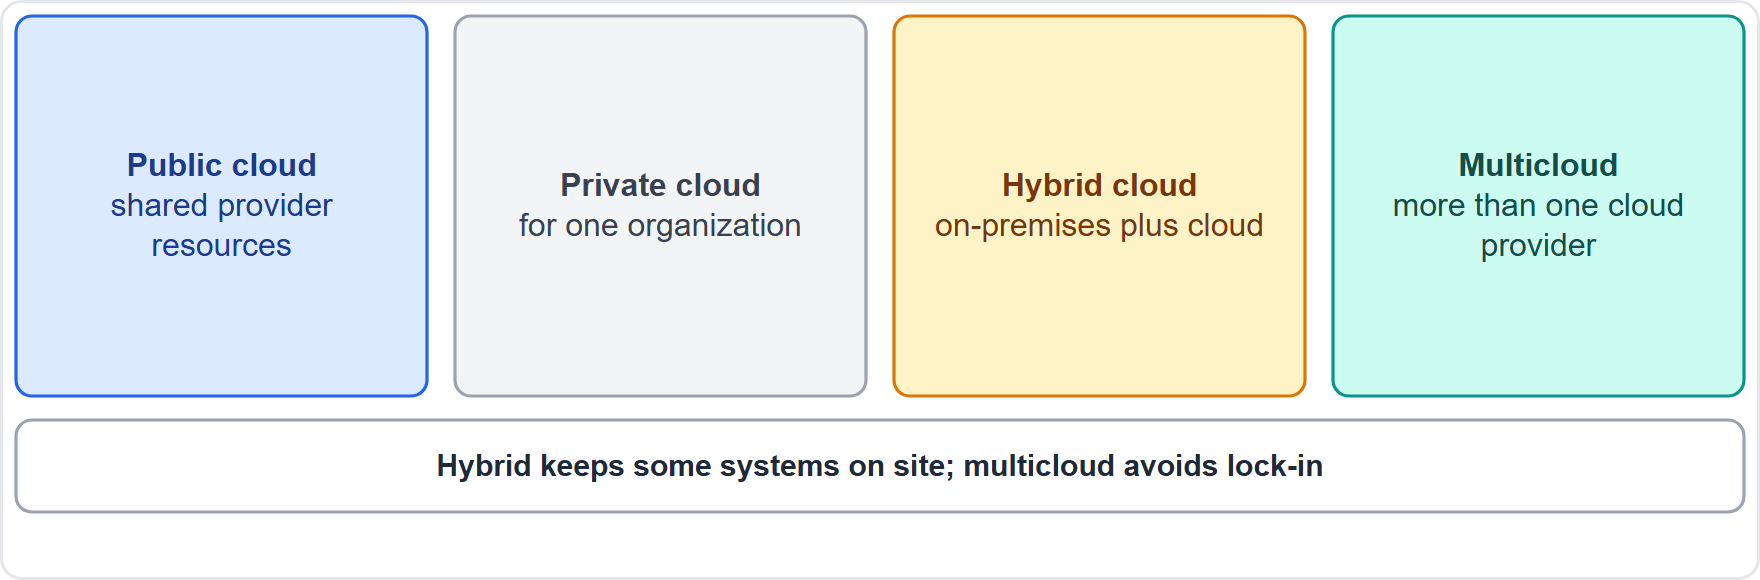 Public cloud
shared provider
resources
Private cloud
for one organization
Hybrid cloud
on-premises plus cloud
Multicloud
more than one cloud
provider
Hybrid keeps some systems on site; multicloud avoids lock-in